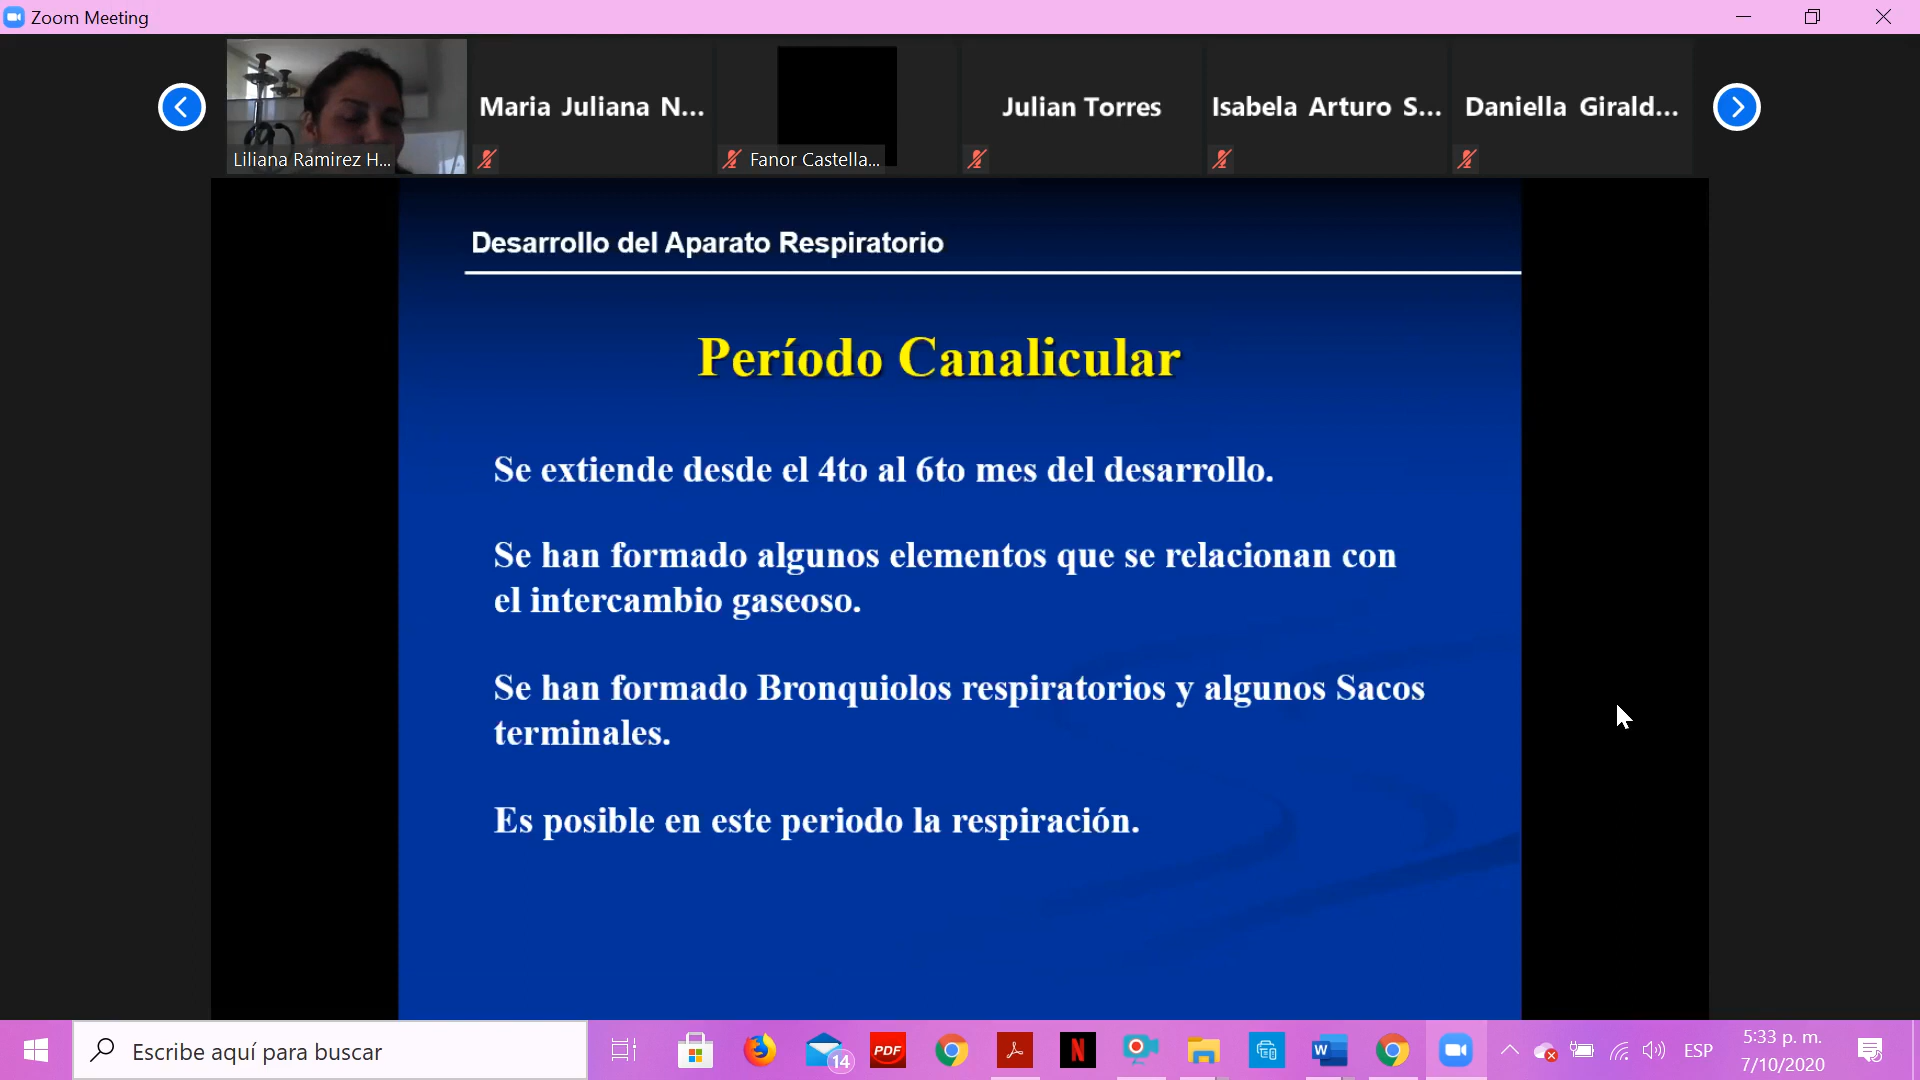 Zoom Meeting
Liliana Ramirez H...
Maria Juliana N...
Fanor Castella...
Julian Torres
Isabela Arturo S...
Daniella Girald...
Desarrollo del Aparato Respiratorio
Período Canalicular
Se extiende desde el 4to al 6to mes del desarrollo.
Se han formado algunos elementos que se relacionan con
el intercambio gaseoso.
Se han formado Bronquiolos respiratorios y algunos Sacos
terminales.
Es posible en este periodo la respiración.
Escribe aquí para buscar
14
PDF
N
W
ESP
5:33 p. m.
7/10/2020